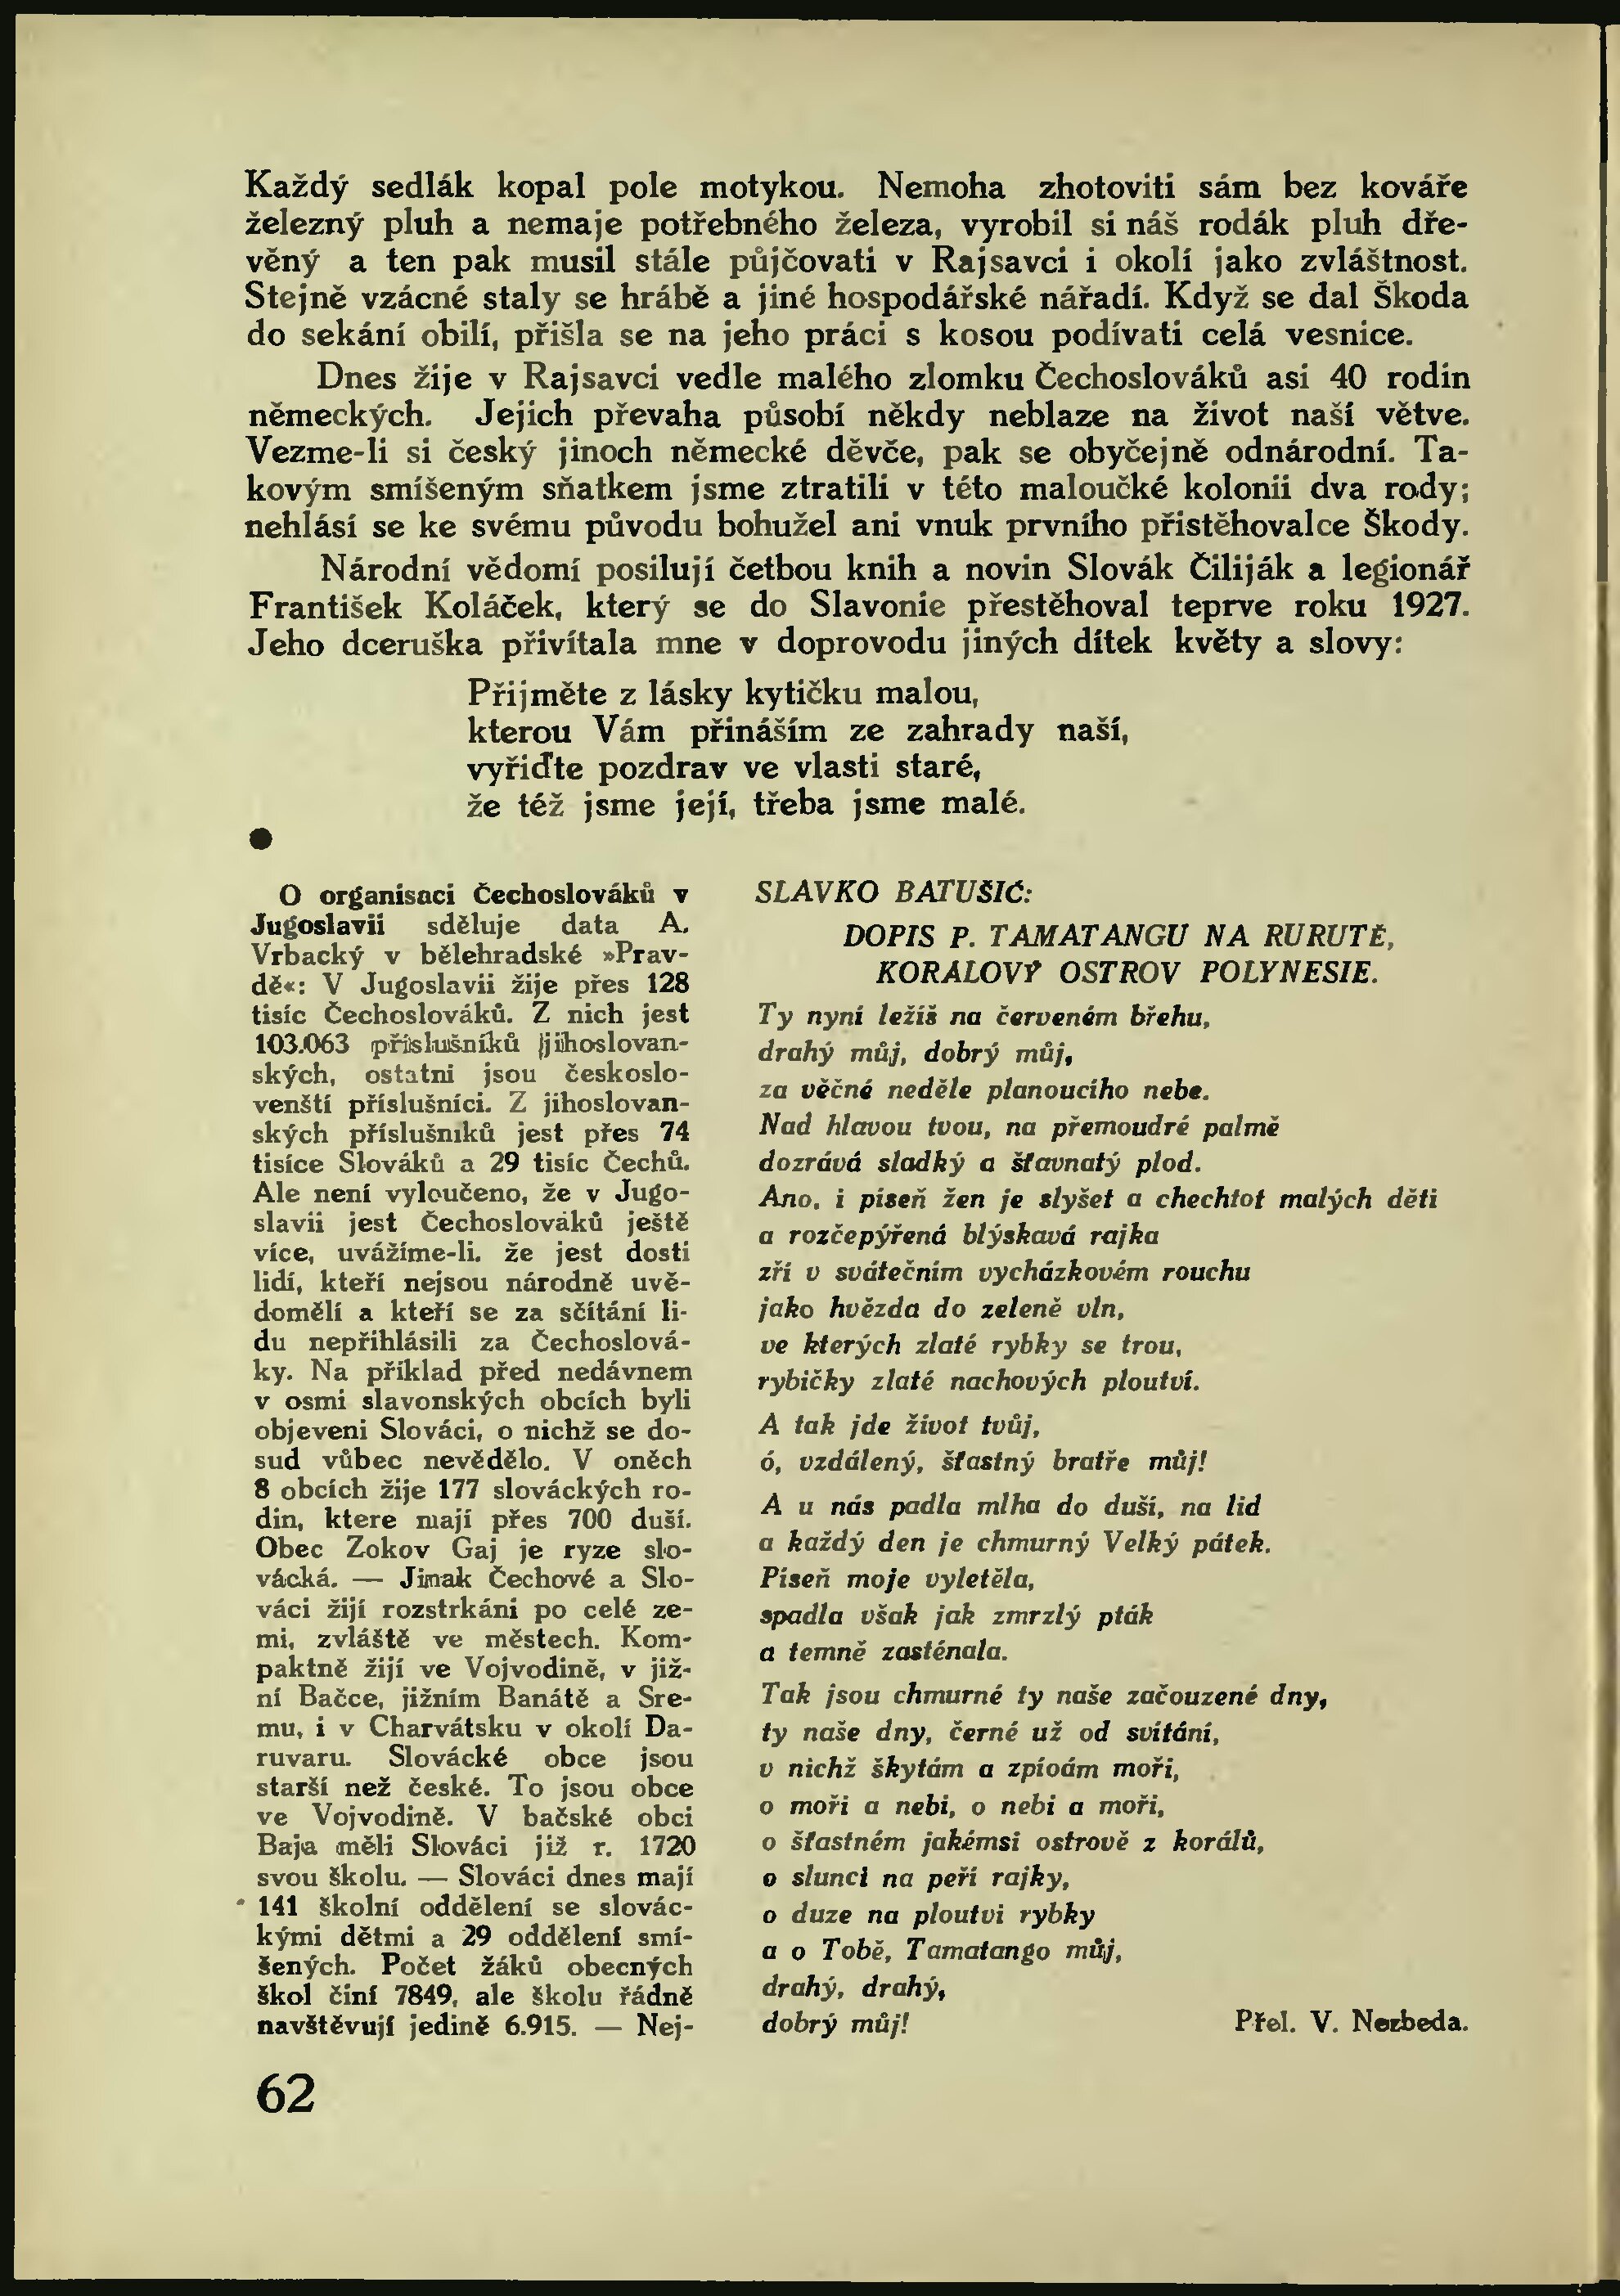 Každý sedlák kopal pole motykou. Nemoha zhotoviti sám bez kováře
železný pluh a nemaje potřebného železa, vyrobil si náš rodák pluh dře-
věný a ten pak musil stále půjčovati v Rajsavci i okolí jako zvláštnost.
Stejně vzácné staly se hrábě a jiné hospodářské nářadí. Když se dal Škoda
do sekání obilí, přišla se na jeho práci s kosou podívati celá vesnice.
Dnes žije v Rajsavci vedle malého zlomku Čechoslováků asi 40 rodin
německých. Jejich převaha působí někdy neblaze na život naší větve.
Vezme-li si český jinoch německé děvče, pak se obyčejně odnárodní. Ta-
kovým smíšeným sňatkem jsme ztratili v této maloučké kolonii dva rody;
nehlásí se ke svému původu bohužel ani vnuk prvního přistěhovalce Škody.
Národní vědomí posilují četbou knih a novin Slovák Čiliják a legionář
František Koláček, který se do Slavonie přestěhoval teprve roku 1927.
Jeho dceruška přivítala mne v doprovodu jiných dítek květy a slovy:
Přijměte z lásky kytičku malou,
kterou Vám přináším ze zahrady naší,
vyřiďte pozdrav ve vlasti staré,
že též jsme její, třeba jsme malé.
●
O organisaci Čechoslováků v
Jugoslavii sděluje data A.
Vrbacký v bělehradské »Prav-
dě«: V Jugoslavii žije přes 128
tisíc Čechoslováků. Z nich jest
103.063 příslušníků jihoslovan-
ských, ostatni jsou českoslo-
venští příslušníci. Z jihoslovan-
ských příslušníků jest přes 74
tisíce Slováků a 29 tisíc Čechů.
Ale není vyloučeno, že v Jugo-
slavii jest Čechoslováků ještě
více, uvážíme-li. že jest dosti
lidí, kteří nejsou národně uvě-
domělí a kteří se za sčítání li-
du nepřihlásili za Čechoslová-
ky. Na příklad před nedávnem
v osmi slavonských obcích byli
objeveni Slováci, o nichž se do-
sud vůbec nevědělo. V oněch
8 obcích žije 177 slováckých ro-
din, ktere mají přes 700 duší.
Obec Zokov Gaj je ryze slo-
vácká. — Jinak Čechové a Slo-
váci žijí rozstrkáni po celé ze-
mi, zvláště ve městech. Kom-
paktně žijí ve Vojvodině, v již-
ní Bačce, jižním Banátě a Sre-
mu, i v Charvátsku v okolí Da-
ruvaru. Slovácké obce jsou
starší než české. To jsou obce
ve Vojvodině. V bačské obci
Baja měli Slováci již r. 1720
svou školu. — Slováci dnes mají
141 školní oddělení se slovác-
kými dětmi a 29 oddělení smí-
šených. Počet žáků obecných
škol činí 7849, ale školu řádně
navštěvují jedině 6.915. — Nej-
SLAVKO BATUŠIĆ:
DOPIS P. TAMATANGU NA RURUTĚ,
KORÁLOVÝ OSTROV POLYNESIE.
Ty nyní ležíš na červeném břehu,
drahý můj, dobrý můj,
za věčné neděle planoucího nebe.
Nad hlavou tvou, na přemoudré palmě
dozrává sladký a šťavnatý plod.
Ano, i píseň žen je slyšet a chechtot malých dětí
a rozčepýřená blýskavá rajka
zří v svátečním vycházkovém rouchu
jako hvězda do zeleně vln,
ve kterých zlaté rybky se trou,
rybičky zlaté nachových ploutví.
A tak jde život tvůj,
ó, vzdálený, šťastný bratře můj!
A u nás padla mlha do duší, na lid
a každý den je chmurný Velký pátek.
Píseň moje vyletěla,
spadla však jak zmrzlý pták
a temně zasténala.
Tak jsou chmurné ty naše začouzené dny,
ty naše dny, černé už od svítání,
v nichž škytám a zpívám moři,
o moři a nebi, o nebi a moři,
o šťastném jakémsi ostrově z korálů,
o slunci na peří rajky,
o duze na ploutvi rybky
a o Tobě, Tamatango můj,
drahý, drahý,
dobrý můj!
Přel. V. Nezbeda.
62